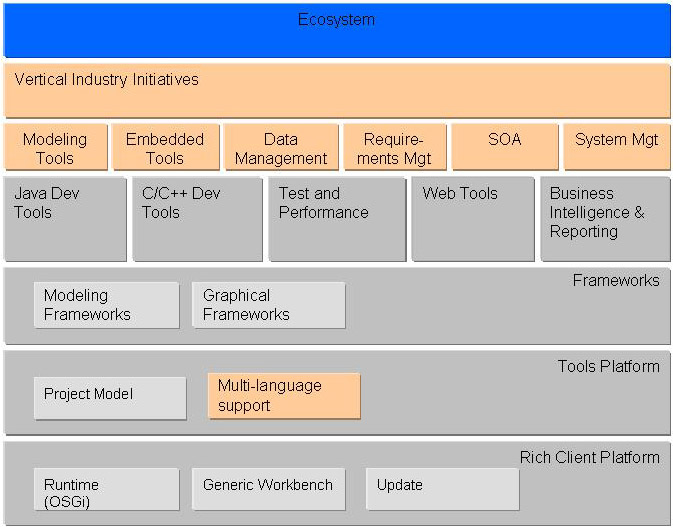 Ecosystem
Vertical Industry Initiatives
Modeling
Tools
Embedded
Tools
Data
Management
Require-
ments Mgt
SOA
System Mgt
Java Dev
Tools
C/C++ Dev
Tools
Test and
Performance
Web Tools
Business
Intelligence &
Reporting
Frameworks
Modeling
Frameworks
Graphical
Frameworks
Tools Platform
Project Model
Multi-language
support
Rich Client Platform
Runtime
(OSGi)
Generic Workbench
Update